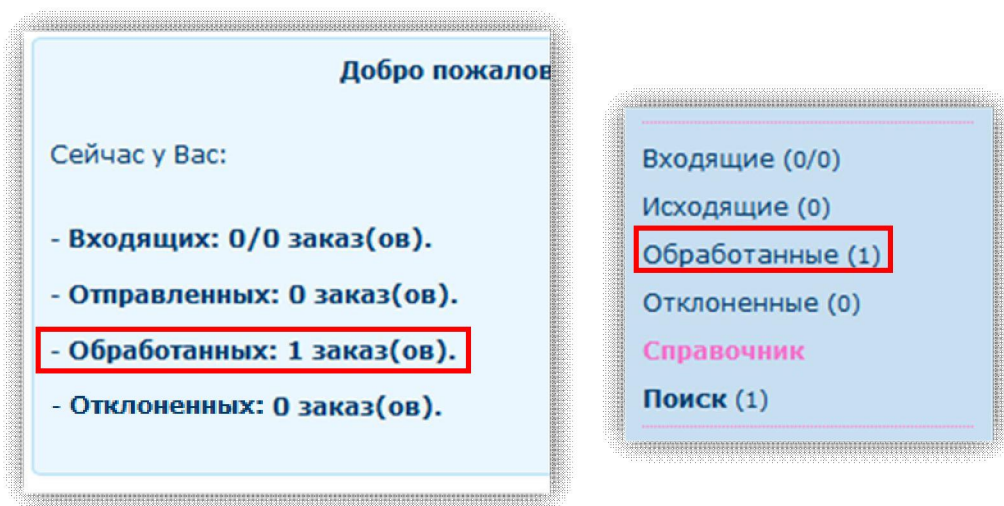 Добро пожалов
Сейчас у Вас:
- Входящих: 0/0 заказ(ов).
- Отправленных: 0 заказ(ов).
- Обработанных: 1 заказ(ов).
- Отклоненных: 0 заказ(ов).
Входящие (0/0)
Исходящие (0)
Обработанные (1)
Отклоненные (0)
Справочник
Поиск (1)